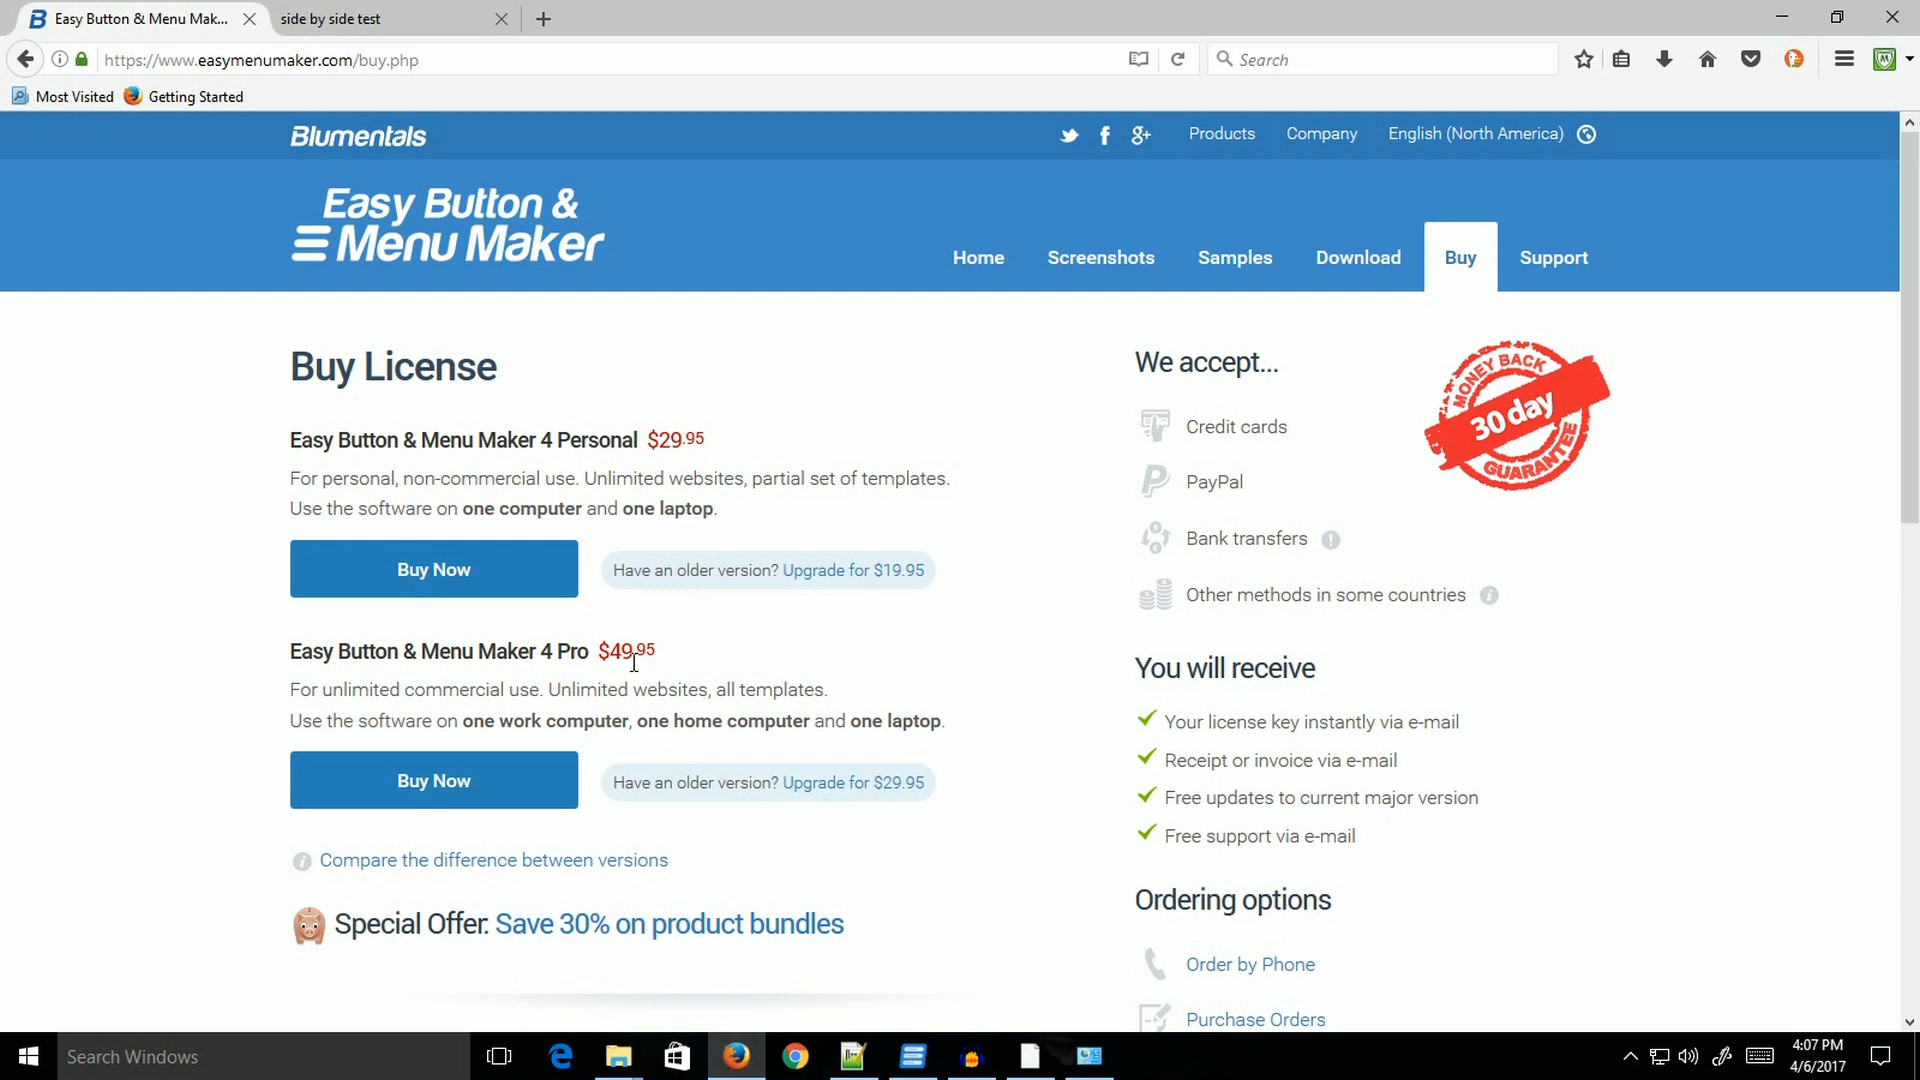 Easy Button & Menu Mak...
side by side test
https://www.easymenumaker.com/buy.php
Search
Most Visited
Getting Started
Blumentals
Products
Company
English (North America)
Easy Button &
Menu Maker
Home
Screenshots
Samples
Download
Buy
Support
Buy License
Easy Button & Menu Maker 4 Personal $29.95
For personal, non-commercial use. Unlimited websites, partial set of templates.
Use the software on one computer and one laptop.
Buy Now
Have an older version? Upgrade for $19.95
Easy Button & Menu Maker 4 Pro $49.95
For unlimited commercial use. Unlimited websites, all templates.
Use the software on one work computer, one home computer and one laptop.
Buy Now
Have an older version? Upgrade for $29.95
Compare the difference between versions
Special Offer: Save 30% on product bundles
We accept...
MONEY BACK
30 day
GUARANTEE
Credit cards
PayPal
Bank transfers
Other methods in some countries
You will receive
Your license key instantly via e-mail
Receipt or invoice via e-mail
Free updates to current major version
Free support via e-mail
Ordering options
Order by Phone
Purchase Orders
Search Windows
4:07 PM
4/6/2017